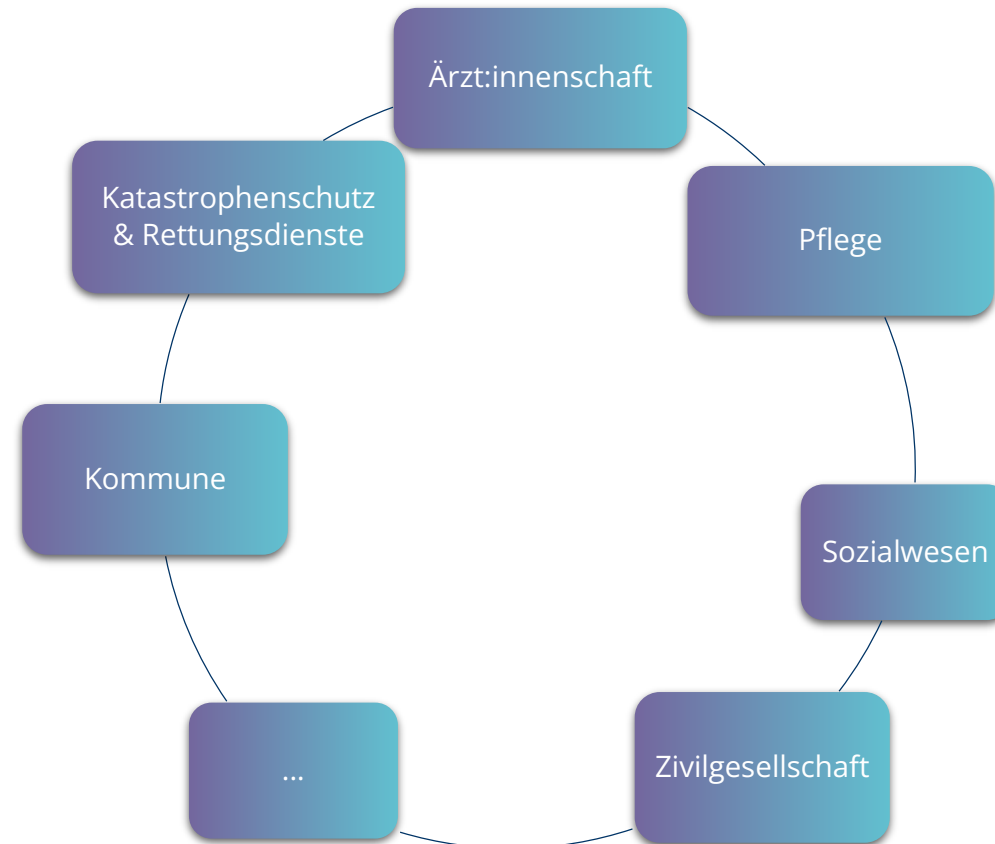 Ärzt:innenschaft
Katastrophenschutz
& Rettungsdienste
Pflege
Kommune
Sozialwesen
Zivilgesellschaft
...